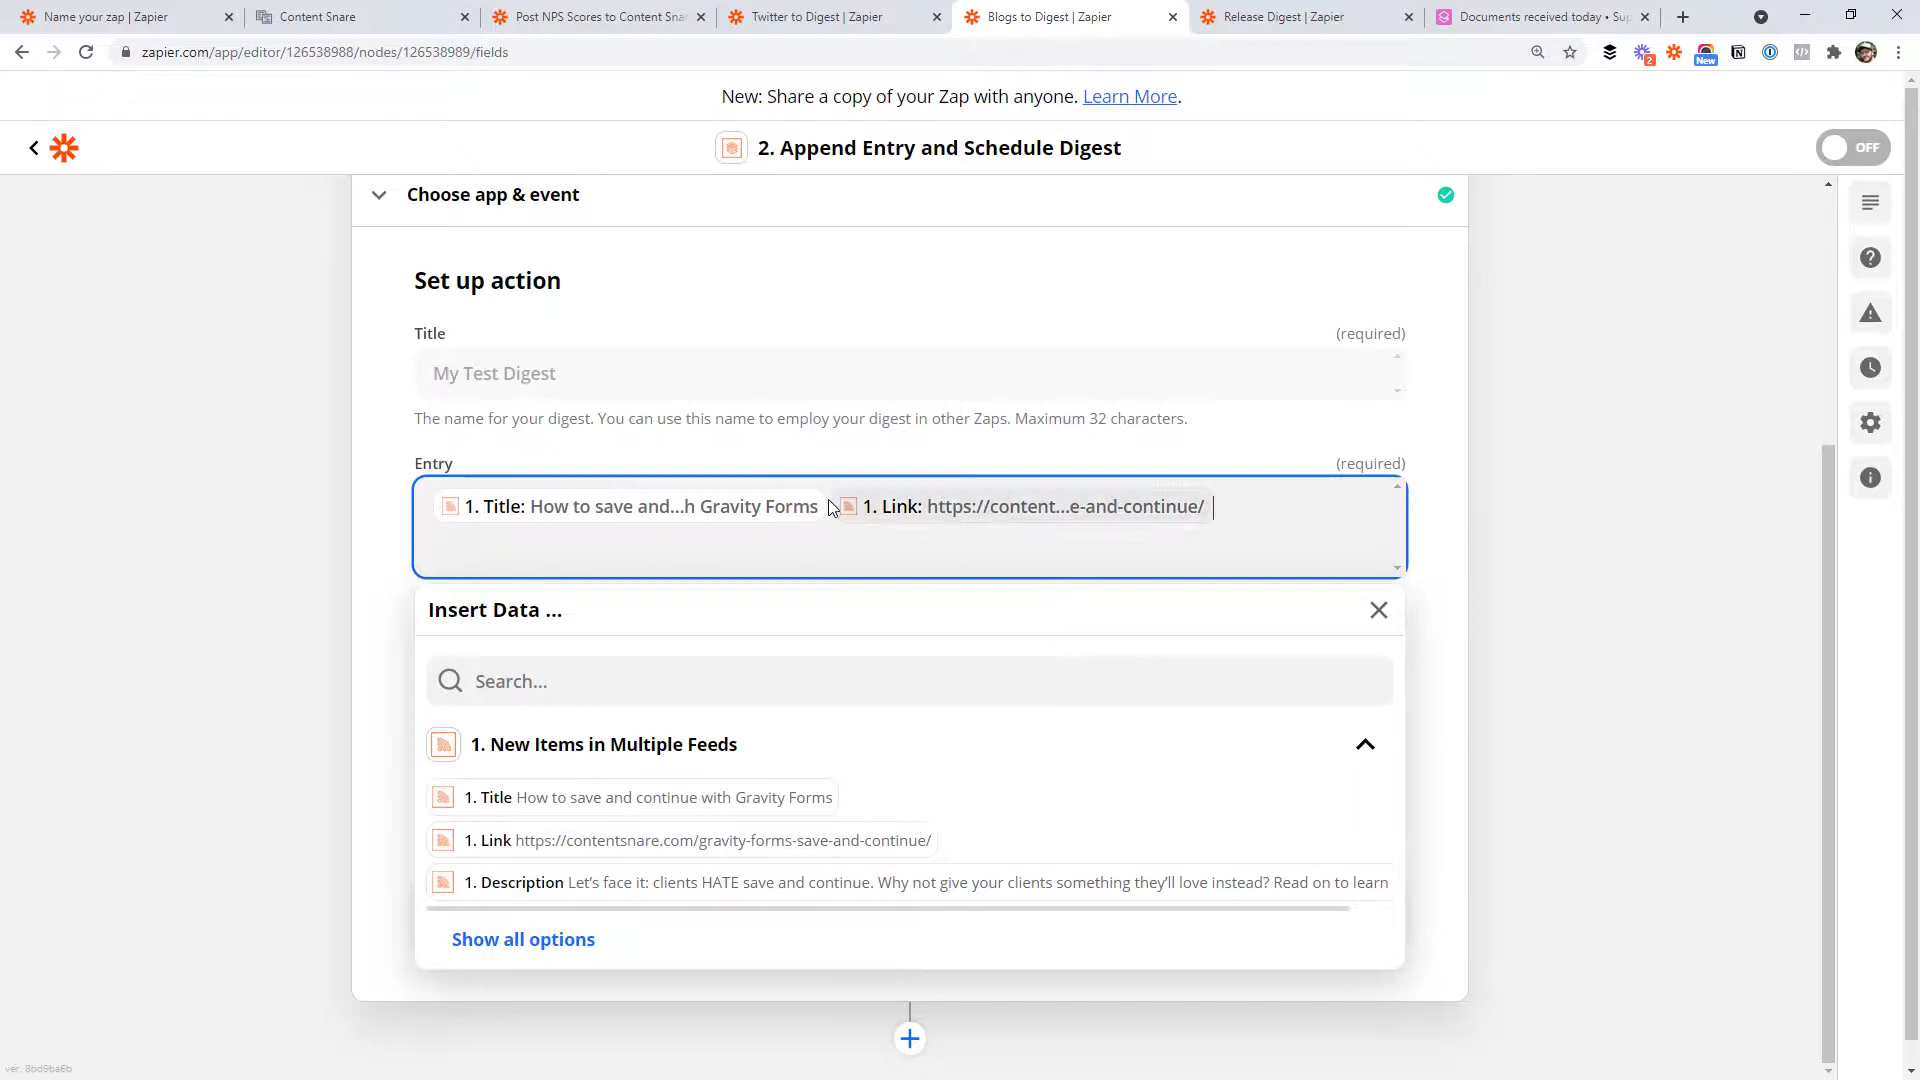 Name your zap | Zapier
Content Snare
Post NPS Scores to Content Sna
Twitter to Digest | Zapier
Blogs to Digest | Zapier
Release Digest | Zapier
Documents received today • Su
zapier.com/app/editor/126538988/nodes/126538989/fields
2
New
New: Share a copy of your Zap with anyone. Learn More.
2. Append Entry and Schedule Digest
OFF
Choose app & event
Set up action
Title
(required)
My Test Digest
The name for your digest. You can use this name to employ your digest in other Zaps. Maximum 32 characters.
Entry
(required)
1. Title: How to save and...h Gravity Forms
1. Link: https://content...e-and-continue/
Insert Data ...
Search...
1. New Items in Multiple Feeds
1. Title How to save and continue with Gravity Forms
1. Link https://contentsnare.com/gravity-forms-save-and-continue/
1. Description Let's face it: clients HATE save and continue. Why not give your clients something they'll love instead? Read on to learn
Show all options
ver. 8bd9ba6b